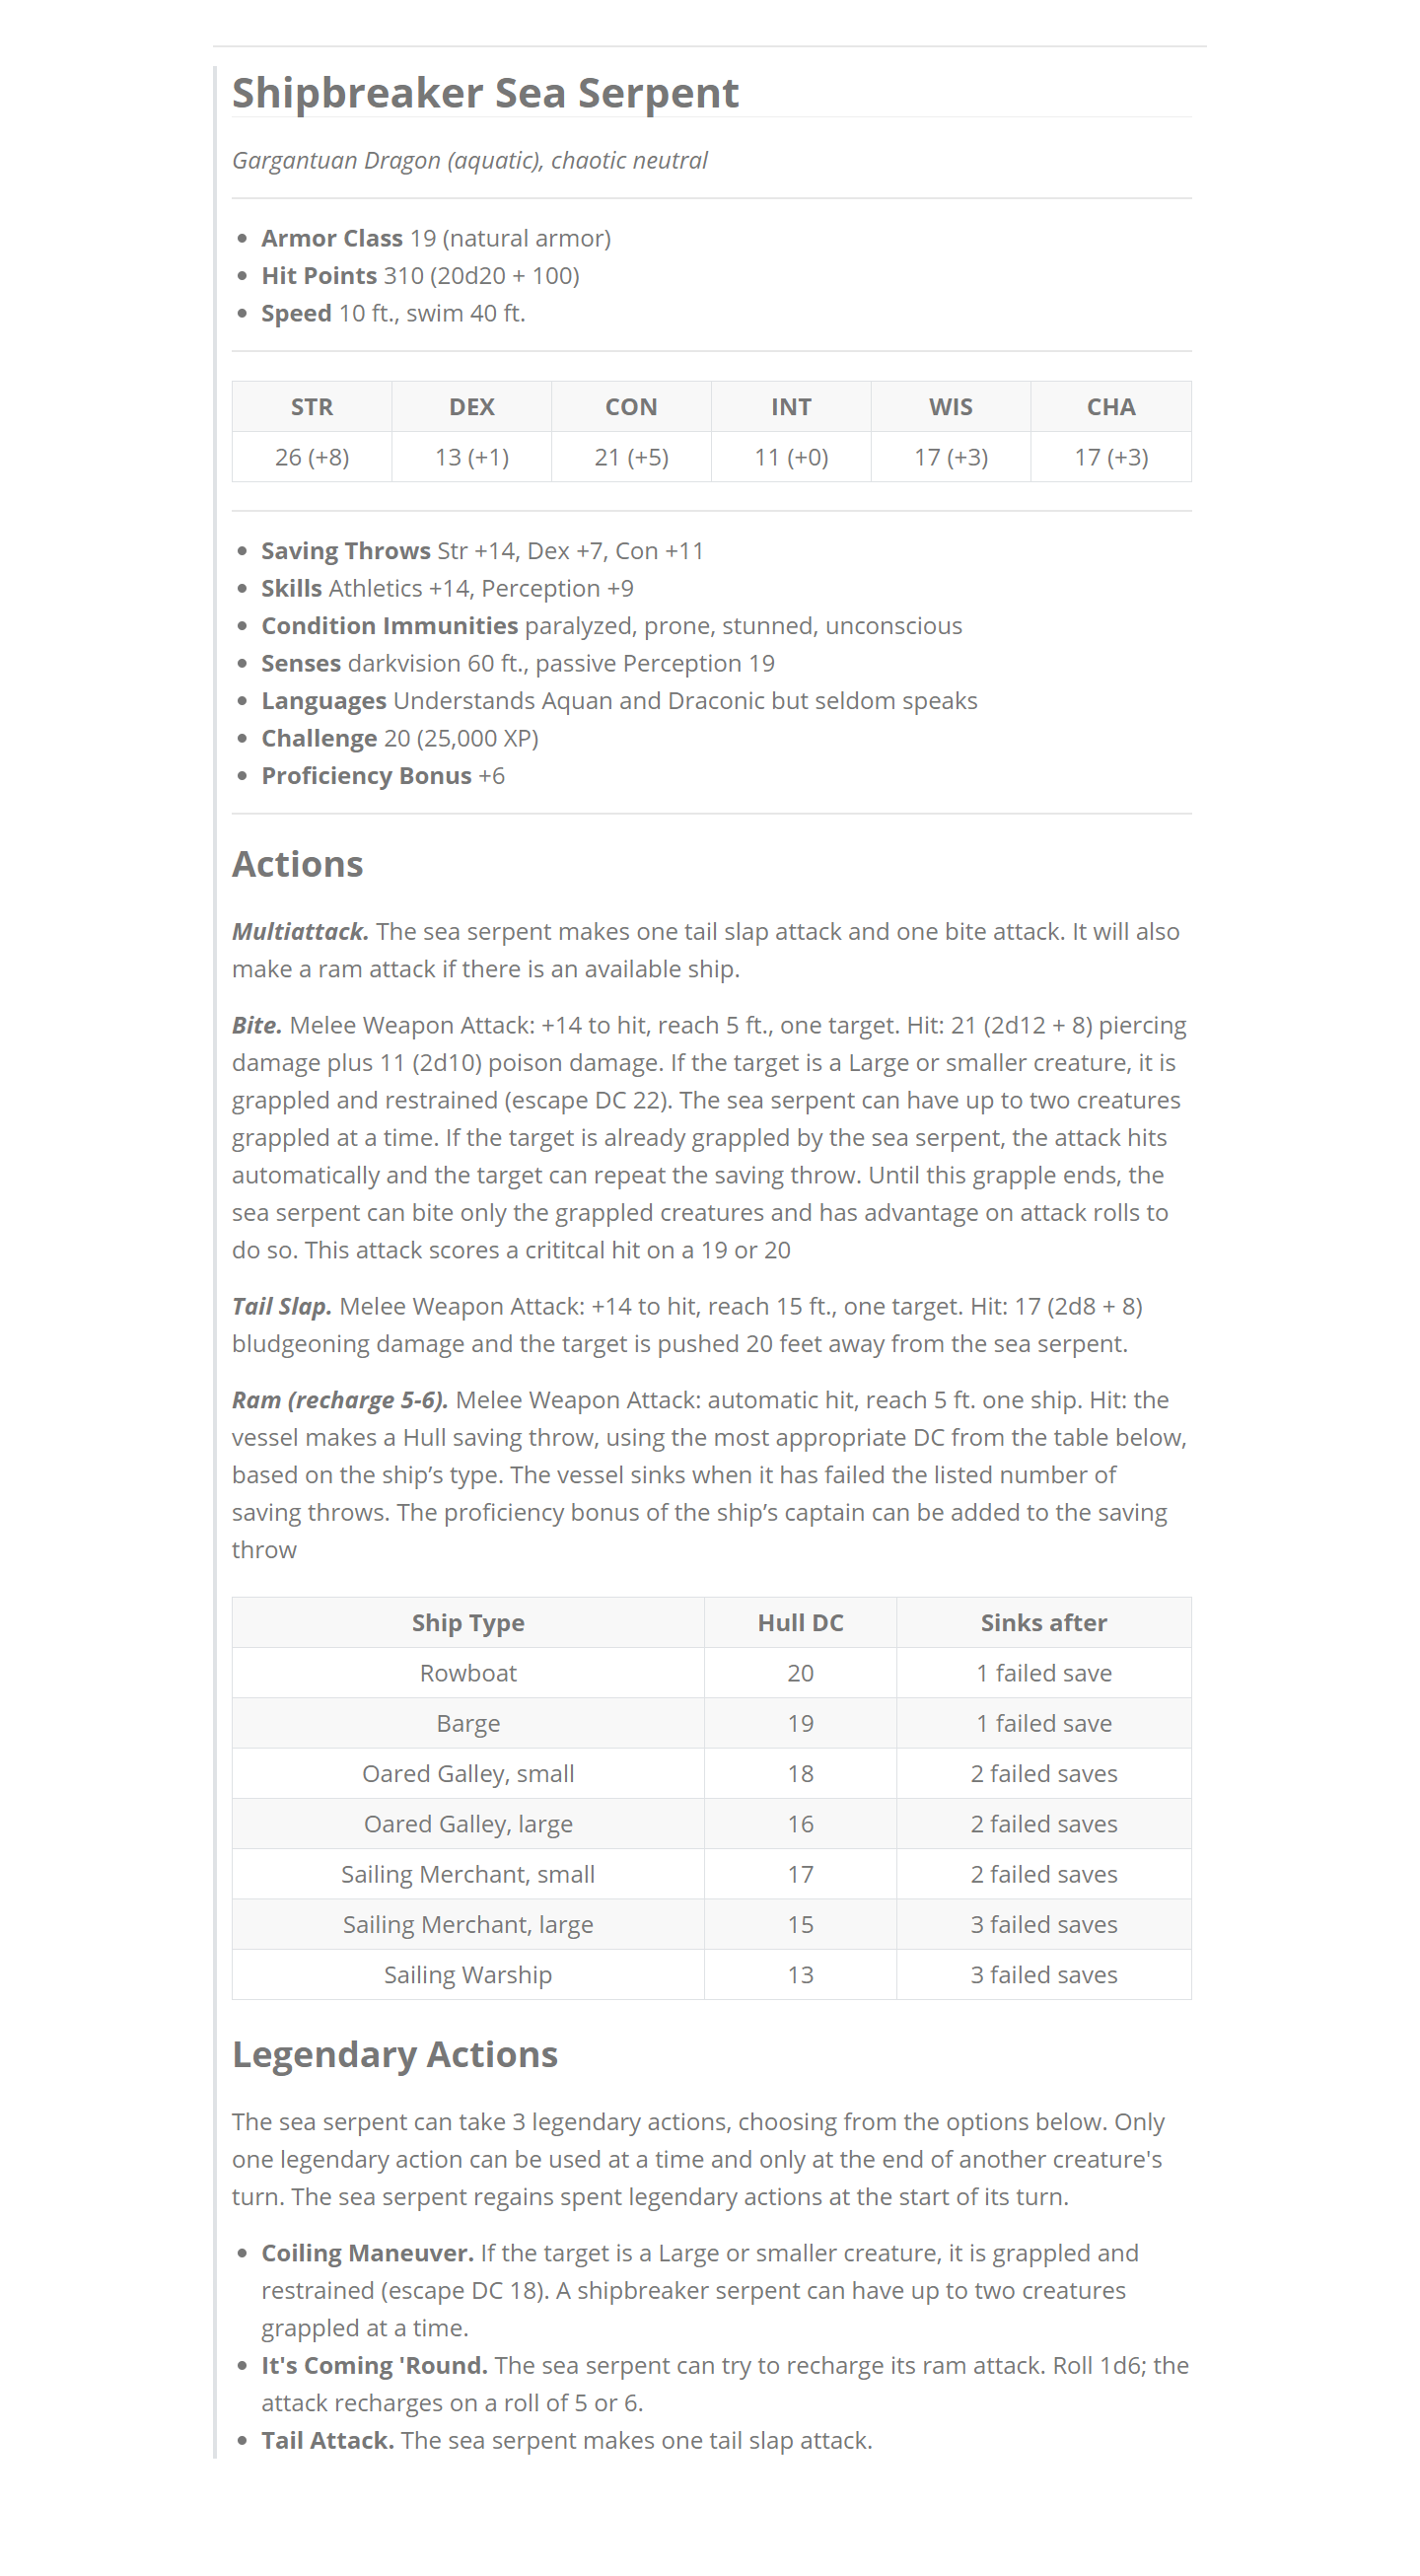 Shipbreaker Sea Serpent
Gargantuan Dragon (aquatic), chaotic neutral
Armor Class 19 (natural armor)
Hit Points 310 (20d20 + 100)
Speed 10 ft., swim 40 ft.
STR DEX CON INT WIS CHA
26 (+8) 13 (+1) 21 (+5) 11 (+0) 17 (+3) 17 (+3)
Saving Throws Str +14, Dex +7, Con +11
Skills Athletics +14, Perception +9
Condition Immunities paralyzed, prone, stunned, unconscious
Senses darkvision 60 ft., passive Perception 19
Languages Understands Aquan and Draconic but seldom speaks
Challenge 20 (25,000 XP)
Proficiency Bonus +6
Actions
Multiattack. The sea serpent makes one tail slap attack and one bite attack. It will also
make a ram attack if there is an available ship.
Bite. Melee Weapon Attack: +14 to hit, reach 5 ft., one target. Hit: 21 (2d12 + 8) piercing
damage plus 11 (2d10) poison damage. If the target is a Large or smaller creature, it is
grappled and restrained (escape DC 22). The sea serpent can have up to two creatures
grappled at a time. If the target is already grappled by the sea serpent, the attack hits
automatically and the target can repeat the saving throw. Until this grapple ends, the
sea serpent can bite only the grappled creatures and has advantage on attack rolls to
do so. This attack scores a crititcal hit on a 19 or 20
Tail Slap. Melee Weapon Attack: +14 to hit, reach 15 ft., one target. Hit: 17 (2d8 + 8)
bludgeoning damage and the target is pushed 20 feet away from the sea serpent.
Ram (recharge 5-6). Melee Weapon Attack: automatic hit, reach 5 ft. one ship. Hit: the
vessel makes a Hull saving throw, using the most appropriate DC from the table below,
based on the ship’s type. The vessel sinks when it has failed the listed number of
saving throws. The proficiency bonus of the ship’s captain can be added to the saving
throw
Ship Type Hull DC Sinks after
Rowboat 20 1 failed save
Barge 19 1 failed save
Oared Galley, small 18 2 failed saves
Oared Galley, large 16 2 failed saves
Sailing Merchant, small 17 2 failed saves
Sailing Merchant, large 15 3 failed saves
Sailing Warship 13 3 failed saves
Legendary Actions
The sea serpent can take 3 legendary actions, choosing from the options below. Only
one legendary action can be used at a time and only at the end of another creature's
turn. The sea serpent regains spent legendary actions at the start of its turn.
Coiling Maneuver. If the target is a Large or smaller creature, it is grappled and
restrained (escape DC 18). A shipbreaker serpent can have up to two creatures
grappled at a time.
It's Coming 'Round. The sea serpent can try to recharge its ram attack. Roll 1d6; the
attack recharges on a roll of 5 or 6.
Tail Attack. The sea serpent makes one tail slap attack.